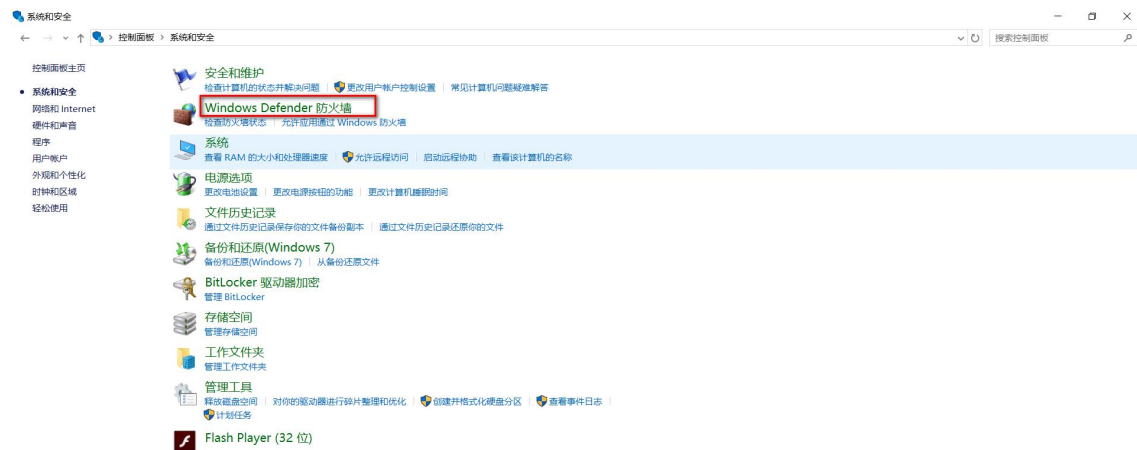 系统和安全
控制面板 › 系统和安全
搜索控制面板
控制面板主页
系统和安全
网络和 Internet
硬件和声音
程序
用户帐户
外观和个性化
时钟和区域
轻松使用
安全和维护
检查计算机的状态并解决问题 更改用户帐户控制设置 常见计算机问题疑难解答
Windows Defender 防火墙
检查防火墙状态 允许应用通过 Windows 防火墙
系统
查看 RAM 的大小和处理器速度 允许远程访问 启动远程协助 查看该计算机的名称
电源选项
更改电池设置 更改电源按钮的功能 更改计算机睡眠时间
文件历史记录
通过文件历史记录保存你的文件备份副本 通过文件历史记录还原你的文件
备份和还原(Windows 7)
备份和还原(Windows 7) 从备份还原文件
BitLocker 驱动器加密
管理 BitLocker
存储空间
管理存储空间
工作文件夹
管理工作文件夹
管理工具
释放磁盘空间 对你的驱动器进行碎片整理和优化 创建并格式化硬盘分区 查看事件日志
计划任务
Flash Player (32 位)